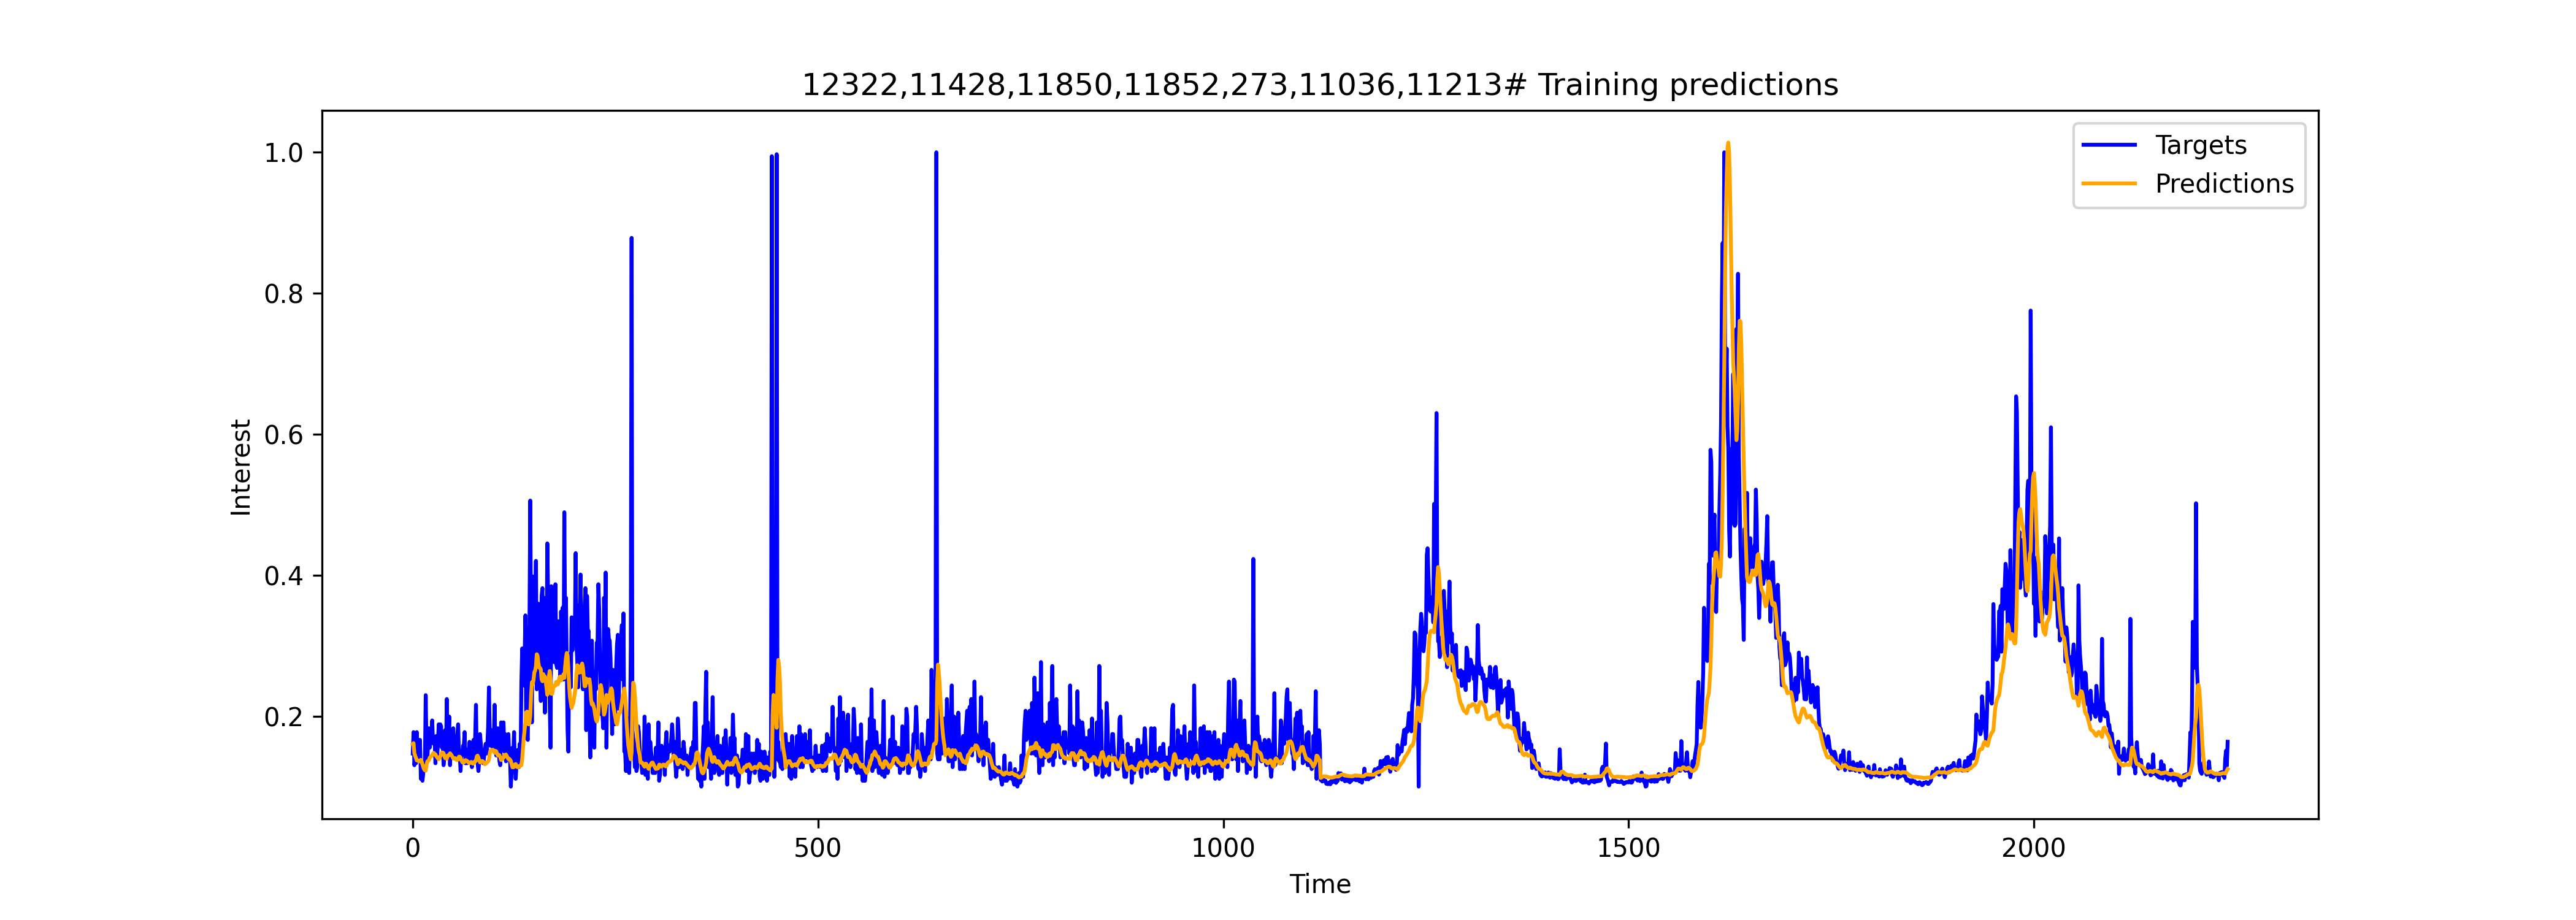 12322,11428,11850,11852,273,11036,11213# Training predictions
Targets
Predictions
1.0
0.8
0.6
0.4
0.2
Interest
0 500 1000 1500 2000
Time